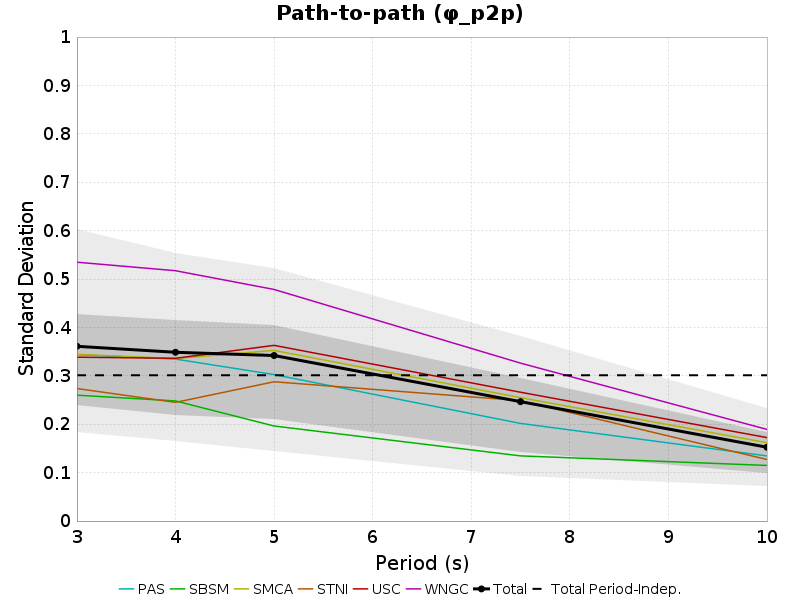 Path-to-path (φ_p2p)
1
0.9
0.8
0.7
0.6
0.5
0.4
0.3
0.2
0.1
0
Standard Deviation
3 4 5 6 7 8 9 10
Period (s)
PAS SBSM SMCA STNI USC WNGC Total Total Period-Indep.